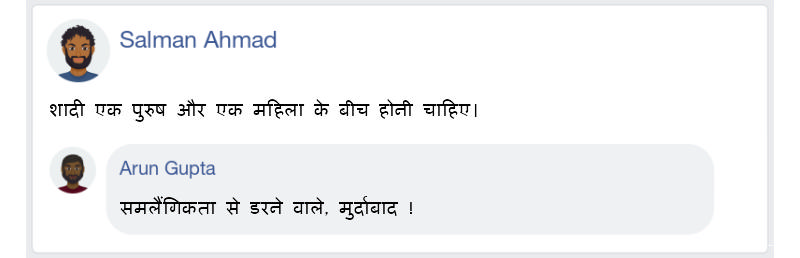 Salman Ahmad
शादी एक पुरुष और एक महिला के बीच होनी चाहिए।
Arun Gupta
समलैंगिकता से डरने वाले, मुर्दाबाद !